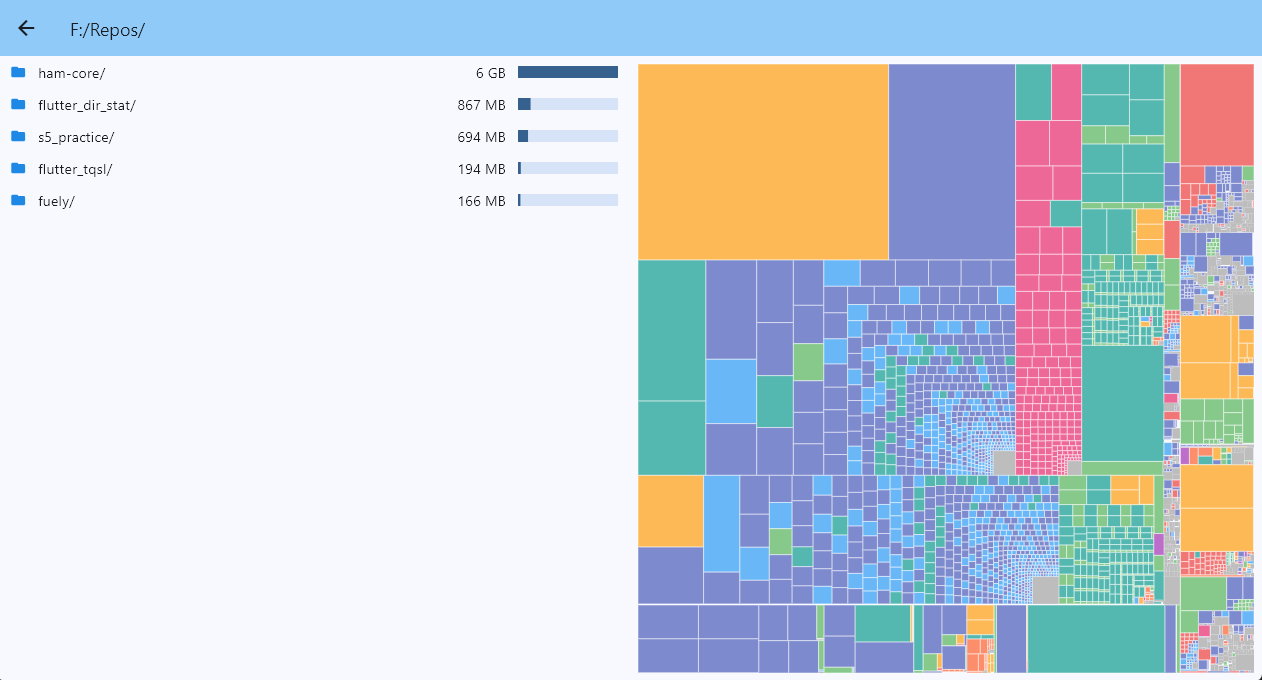 F:/Repos/
ham-core/ 6 GB
flutter_dir_stat/ 867 MB
s5_practice/ 694 MB
flutter_tqsl/ 194 MB
fuely/ 166 MB